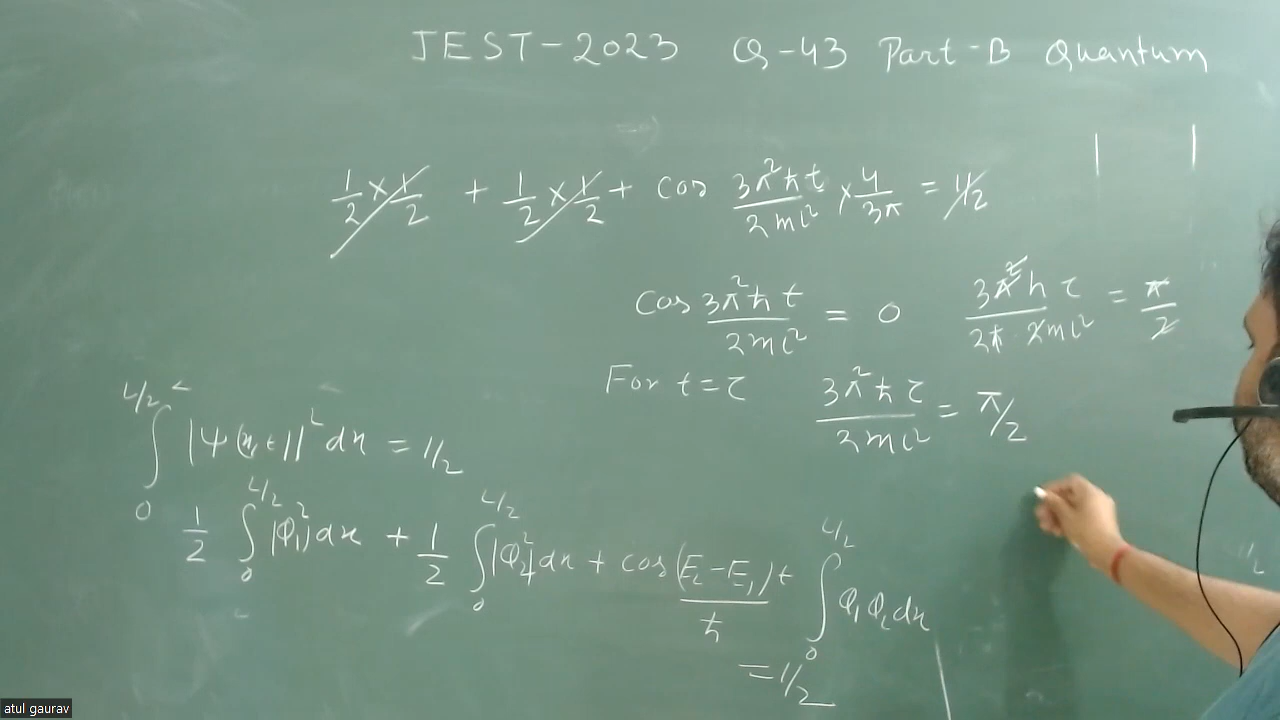 JEST-2023 Q-43 Part-B Quantum
1/2 × 1/2 + 1/2 × 1/2 + cos 3π²ħt/2mL² × 4/3π = 1/2
cos 3π²ħt/2mL² = 0
3π²hτ/2π·2mL² = π/2
For t = τ
3π²ħτ/2mL² = π/2
∫₀^{L/2} |ψ(x,t)|² dx = 1/2
1/2 ∫₀^{L/2} |φ₁|² dx + 1/2 ∫₀^{L/2} |φ₂|² dx + cos (E₂-E₁)t/ħ ∫₀^{L/2} φ₁ φ₂ dx
= 1/2
atul gaurav